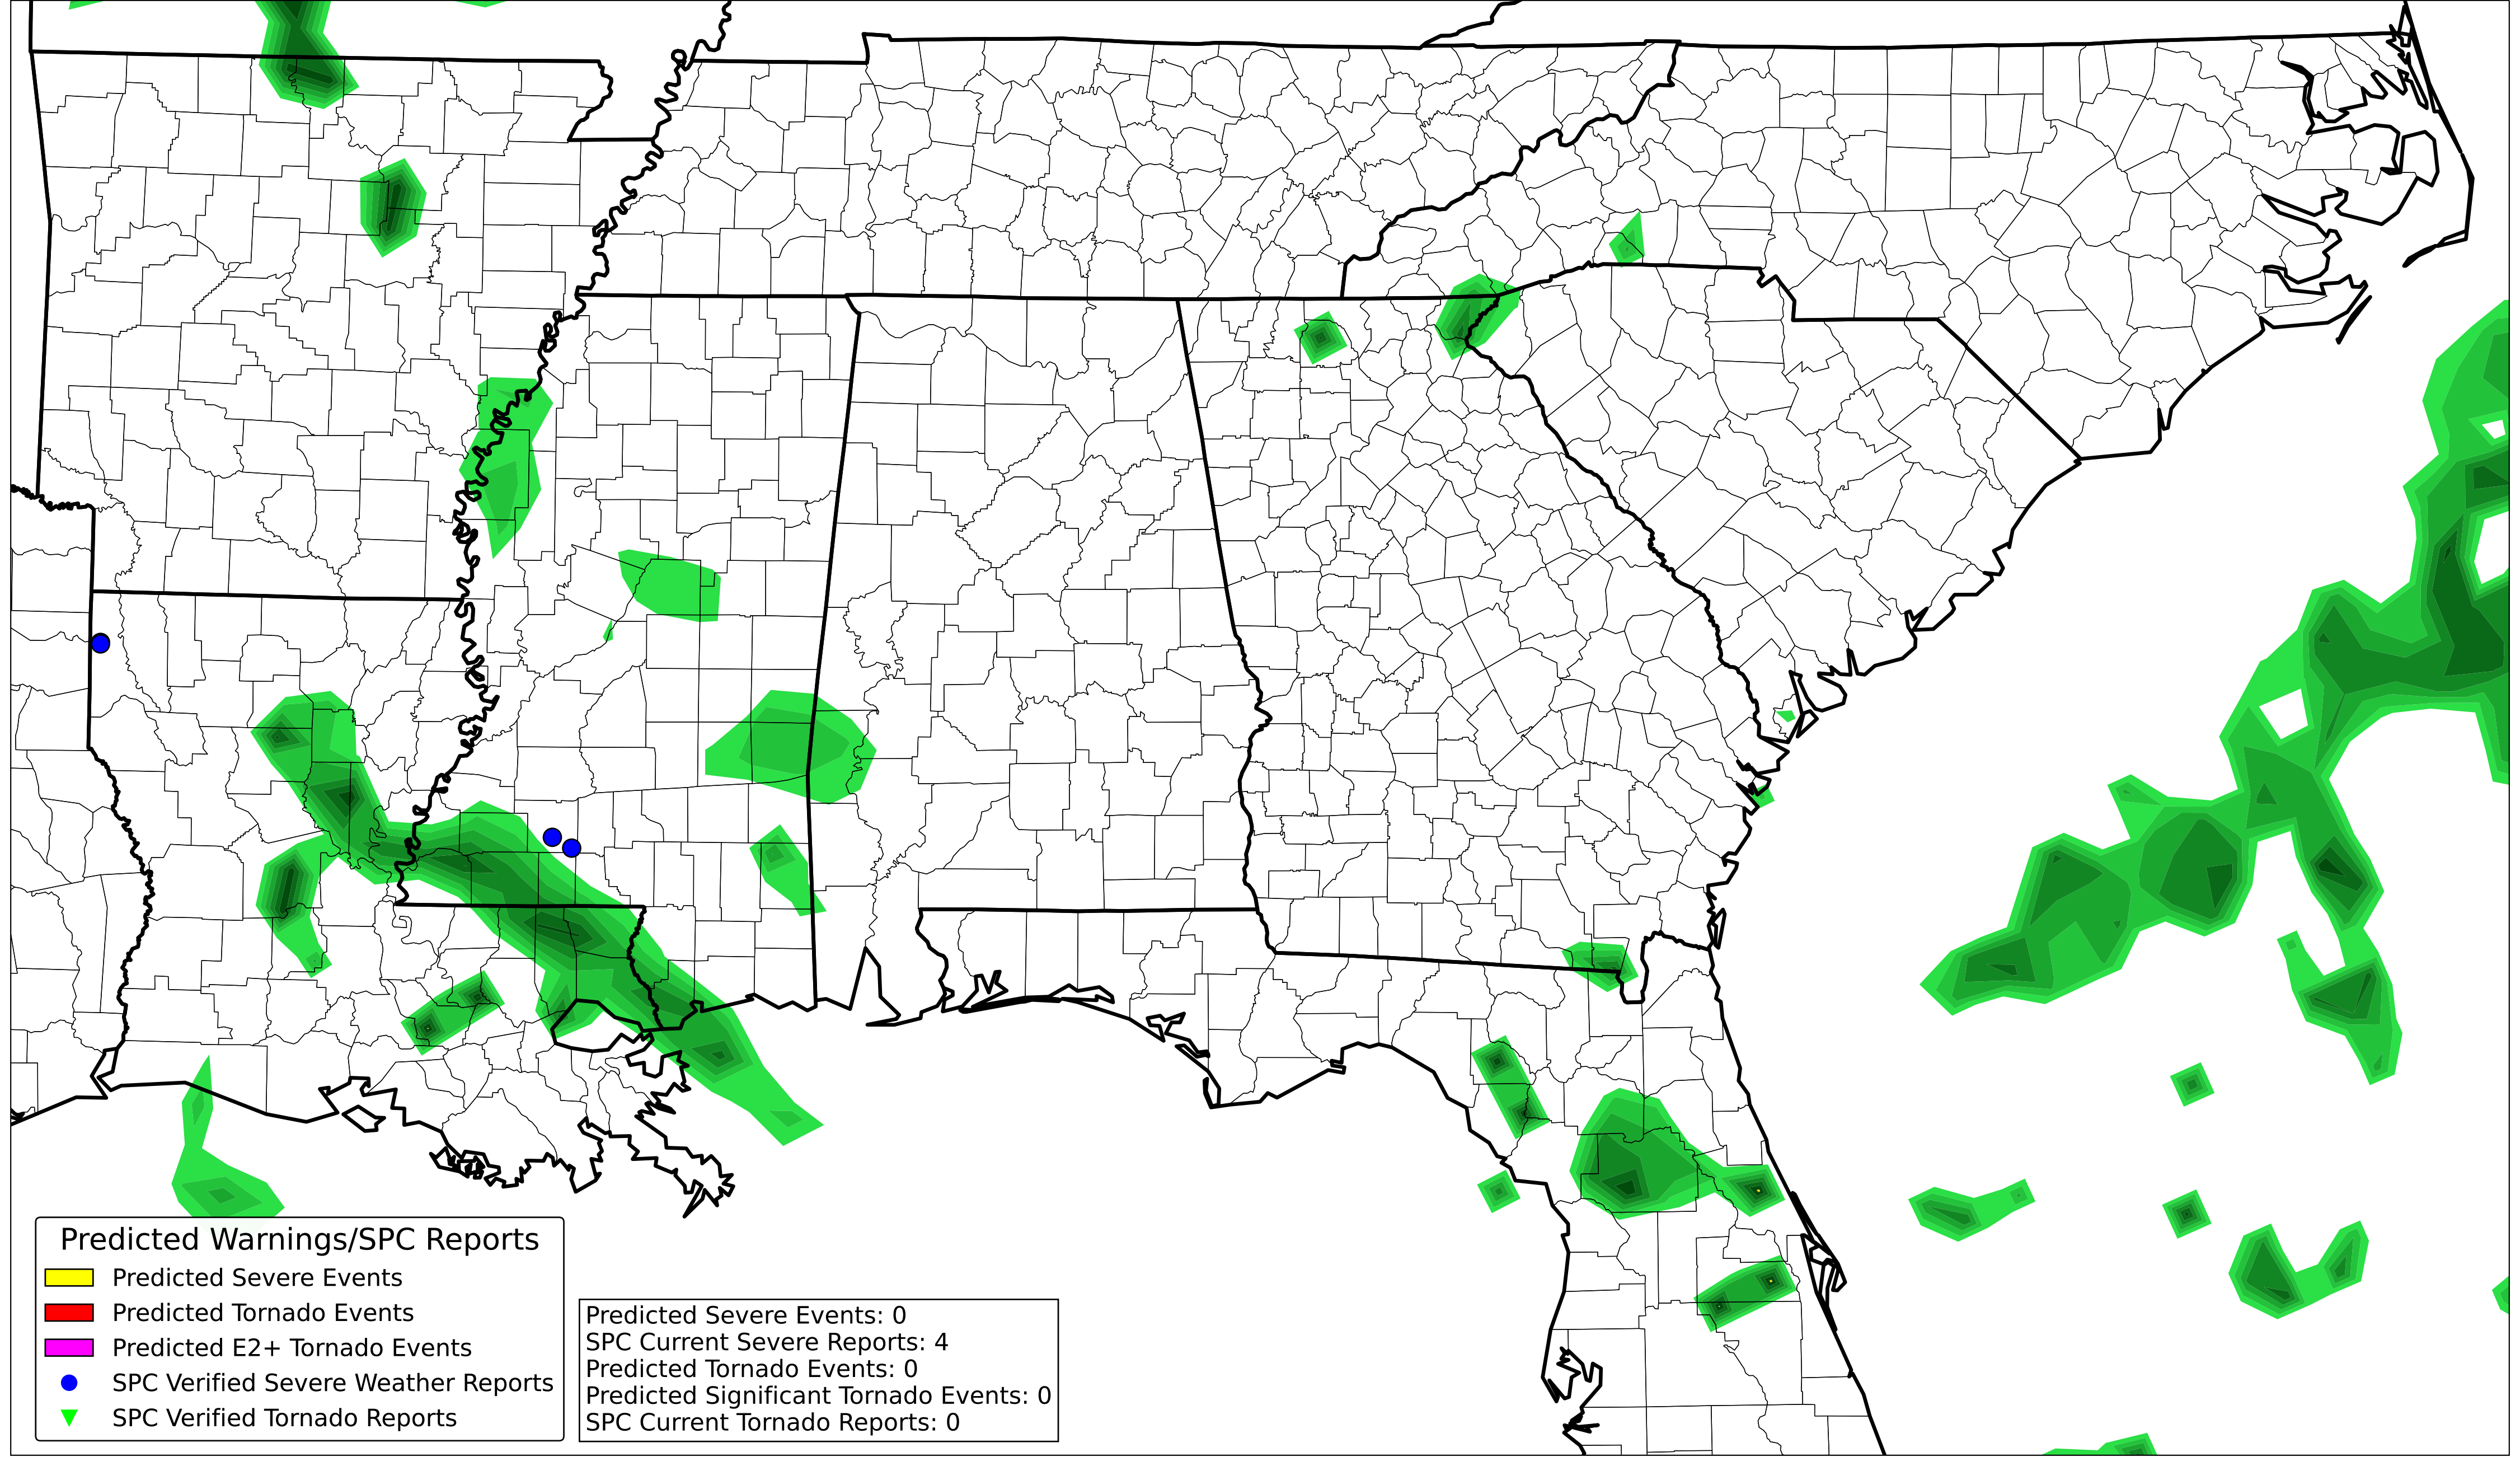 Predicted Warnings/SPC Reports
Predicted Severe Events
Predicted Tornado Events
Predicted E2+ Tornado Events
SPC Verified Severe Weather Reports
SPC Verified Tornado Reports
Predicted Severe Events: 0
SPC Current Severe Reports: 4
Predicted Tornado Events: 0
Predicted Significant Tornado Events: 0
SPC Current Tornado Reports: 0